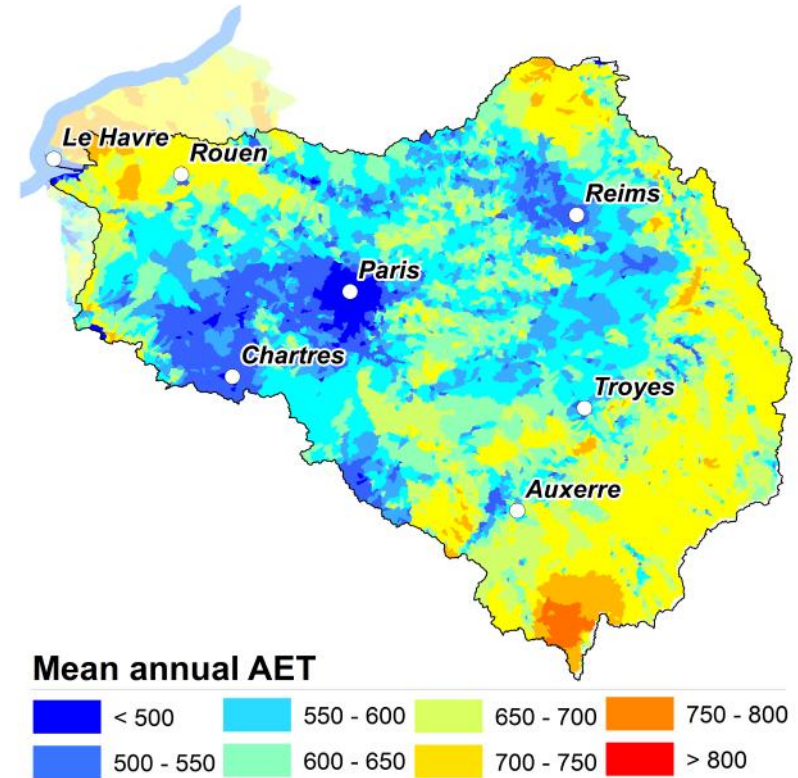 Le Havre
Rouen
Reims
Paris
Chartres
Troyes
Auxerre
Mean annual AET
< 500
550 - 600
650 - 700
750 - 800
500 - 550
600 - 650
700 - 750
> 800